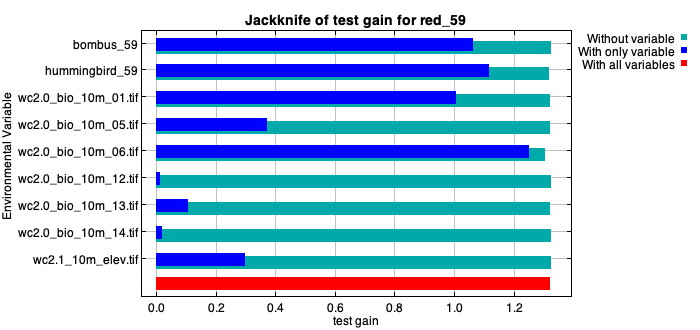 Jackknife of test gain for red_59
Without variable
With only variable
With all variables
Environmental Variable
bombus_59
hummingbird_59
wc2.0_bio_10m_01.tif
wc2.0_bio_10m_05.tif
wc2.0_bio_10m_06.tif
wc2.0_bio_10m_12.tif
wc2.0_bio_10m_13.tif
wc2.0_bio_10m_14.tif
wc2.1_10m_elev.tif
0.0 0.2 0.4 0.6 0.8 1.0 1.2
test gain